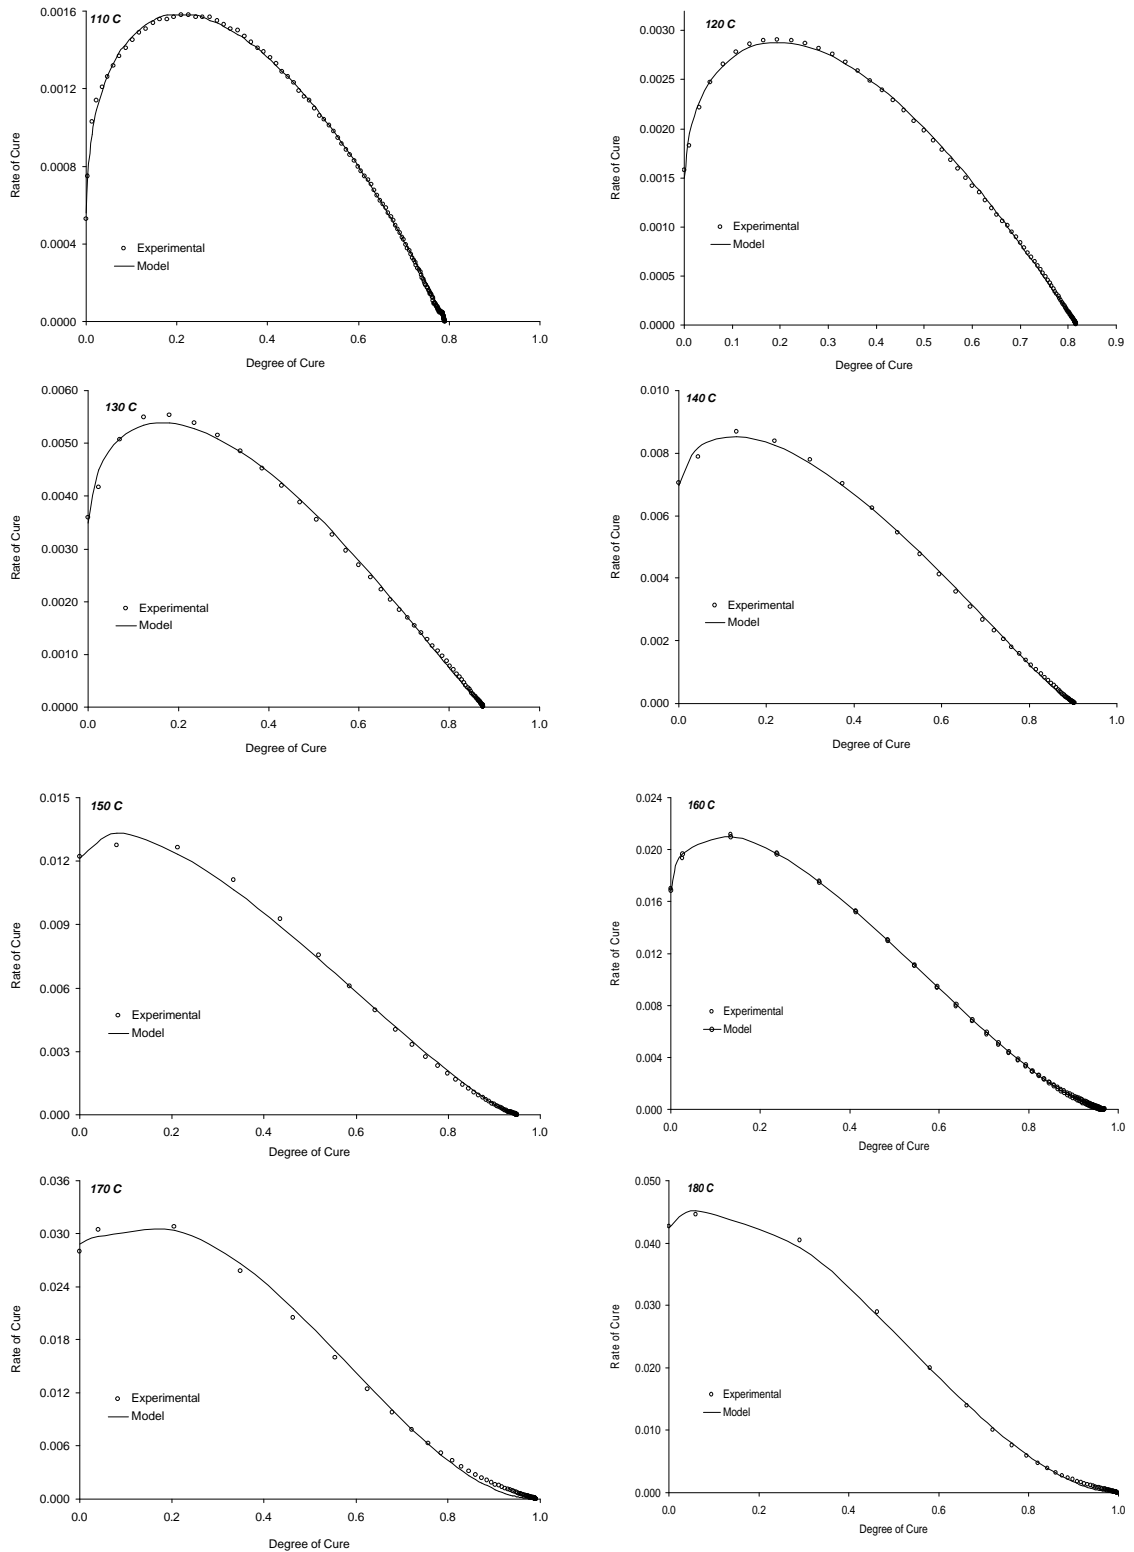 110 C
0.0016
0.0012
0.0008
0.0004
0.0000
Rate of Cure
Experimental
Model
0.0 0.2 0.4 0.6 0.8 1.0
Degree of Cure
120 C
0.0030
0.0025
0.0020
0.0015
0.0010
0.0005
0.0000
Rate of Cure
Experimental
Model
0.0 0.1 0.2 0.3 0.4 0.5 0.6 0.7 0.8 0.9
Degree of Cure
130 C
0.0060
0.0050
0.0040
0.0030
0.0020
0.0010
0.0000
Rate of Cure
Experimental
Model
0.0 0.2 0.4 0.6 0.8 1.0
Degree of Cure
140 C
0.010
0.008
0.006
0.004
0.002
0.000
Rate of Cure
Experimental
Model
0.0 0.2 0.4 0.6 0.8 1.0
Degree of Cure
150 C
0.015
0.012
0.009
0.006
0.003
0.000
Rate of Cure
Experimental
Model
0.0 0.2 0.4 0.6 0.8 1.0
Degree of Cure
160 C
0.024
0.020
0.016
0.012
0.008
0.004
0.000
Rate of Cure
Experimental
Model
0.0 0.2 0.4 0.6 0.8 1.0
Degree of Cure
170 C
0.036
0.030
0.024
0.018
0.012
0.006
0.000
Rate of Cure
Experimental
Model
0.0 0.2 0.4 0.6 0.8 1.0
Degree of Cure
180 C
0.050
0.040
0.030
0.020
0.010
0.000
Rate of Cure
Experimental
Model
0.0 0.2 0.4 0.6 0.8 1.0
Degree of Cure